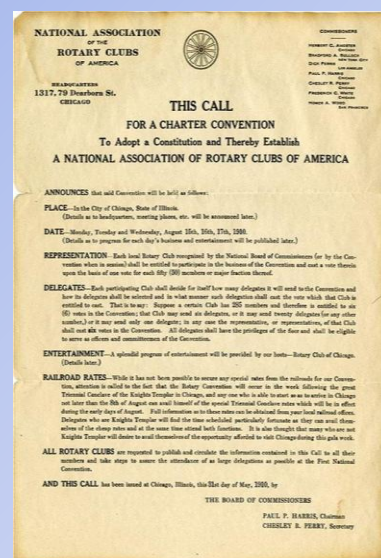 NATIONAL ASSOCIATION
OF THE
ROTARY CLUBS
OF AMERICA
HEADQUARTERS
1317, 79 Dearborn St.
CHICAGO
COMMISSIONERS
CHICAGO
BRADFORD A. BULLOCK
NEW YORK CITY
DICK FERRIS
LOS ANGELES
PAUL P. HARRIS
CHICAGO
CHESLEY R. PERRY
CHICAGO
CHICAGO
SAN FRANCISCO
THIS CALL
FOR A CHARTER CONVENTION
To Adopt a Constitution and Thereby Establish
A NATIONAL ASSOCIATION OF ROTARY CLUBS OF AMERICA
ANNOUNCES that said Convention will be held as follows:
PLACE—In the City of Chicago, State of Illinois.
(Details as to headquarters, meeting places, etc. will be announced later.)
DATE—Monday, Tuesday and Wednesday, August 15th, 16th, 17th, 1910.
(Details as to program for each day's business and entertainment will be published later.)
REPRESENTATION—Each local Rotary Club recognized by the National Board of Commissioners (or by the Con-
vention when in session) shall be entitled to participate in the business of the Convention and cast a vote therein
upon the basis of one vote for each fifty (50) members or major fraction thereof.
DELEGATES—Each participating Club shall decide for itself how many delegates it will send to the Convention and
how its delegates shall be selected and in what manner such delegation shall cast the vote which that Club is
entitled to cast. That is to say: Suppose a certain Club has 285 members and therefore is entitled to six
(6) votes in the Convention; that Club may send six delegates, or it may send twenty delegates (or any other
number,) or it may send only one delegate; in any case the representative, or representatives, of that Club
shall cast six votes in the Convention. All delegates shall have the privileges of the floor and shall be eligible
to serve as officers and committeemen of the Convention.
ENTERTAINMENT—A splendid program of entertainment will be provided by our hosts—Rotary Club of Chicago.
(Details later.)
RAILROAD RATES—While it has not been possible to secure any special rates from the railroads for our Conven-
tion, attention is called to the fact that the Rotary Convention will occur in the week following the great
Triennial Conclave of the Knights Templar in Chicago, and any one who is able to start so as to arrive in Chicago
not later than the 8th of August can avail himself of the special Triennial Conclave rates which will be in effect
during the early days of August. Full information as to these rates can be obtained from your local railroad offices.
Delegates who are Knights Templar will find the time scheduled particularly fortunate as they can avail them-
selves of the cheap rates and at the same time attend both functions. It is also thought that many who are not
Knights Templar will desire to avail themselves of the opportunity afforded to visit Chicago during this gala week.
ALL ROTARY CLUBS are requested to publish and circulate the information contained in this Call to all their
members and take steps to assure the attendance of as large delegations as possible at the First National
Convention.
AND THIS CALL has been issued at Chicago, Illinois, this 31st day of May, 1910, by
THE BOARD OF COMMISSIONERS
PAUL P. HARRIS, Chairman
CHESLEY R. PERRY, Secretary